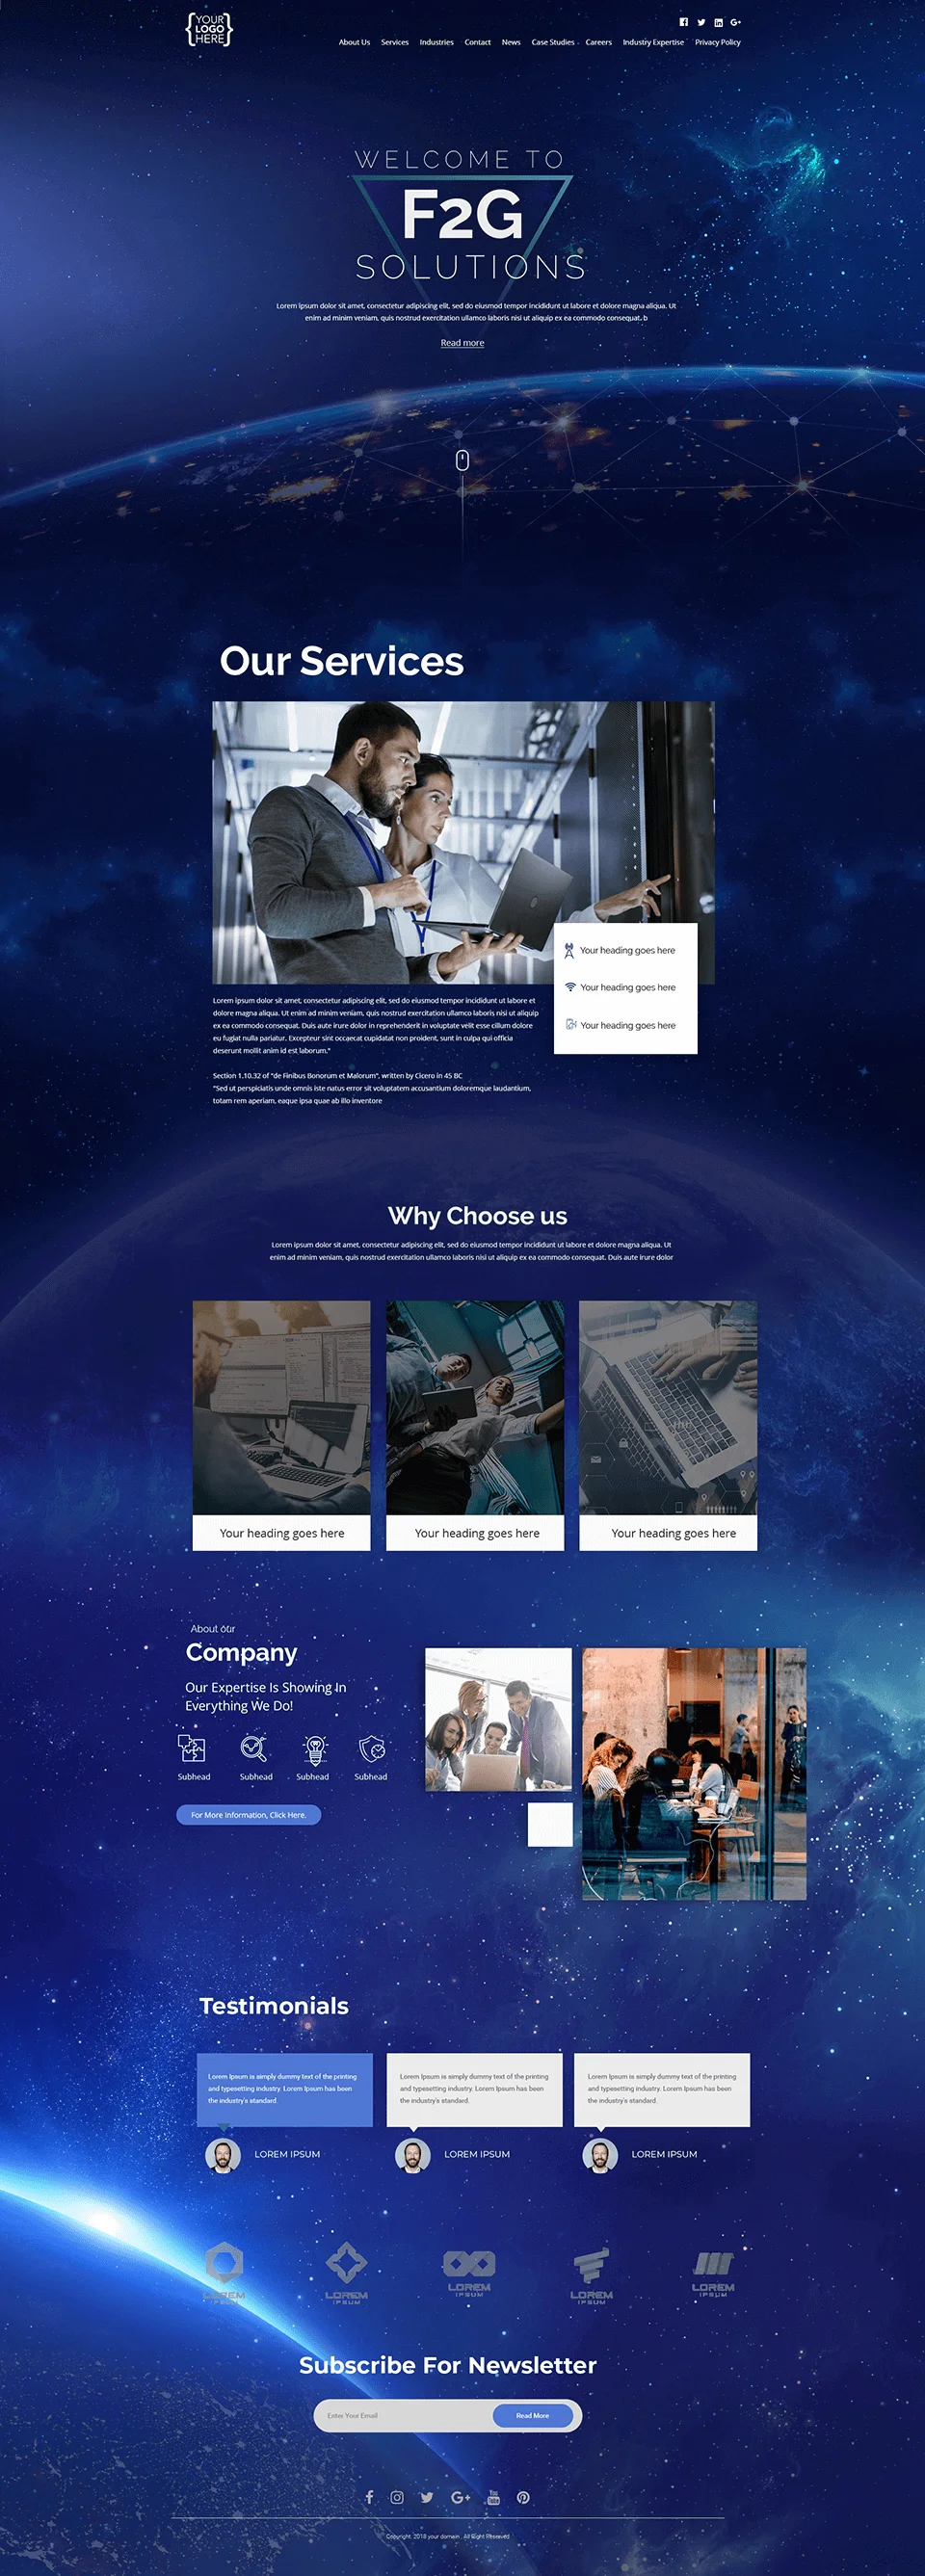 YOUR
LOGO
HERE
About Us Services Industries Contact News Case Studies Careers Industry Expertise Privacy Policy
WELCOME TO
F2G
SOLUTIONS
Lorem ipsum dolor sit amet, consectetur adipiscing elit, sed do eiusmod tempor incididunt ut labore et dolore magna aliqua. Ut
enim ad minim veniam, quis nostrud exercitation ullamco laboris nisi ut aliquip ex ea commodo consequat. b
Read more
Our Services
Your heading goes here
Your heading goes here
Your heading goes here
Lorem ipsum dolor sit amet, consectetur adipiscing elit, sed do eiusmod tempor incididunt ut labore et
dolore magna aliqua. Ut enim ad minim veniam, quis nostrud exercitation ullamco laboris nisi ut aliquip
ex ea commodo consequat. Duis aute irure dolor in reprehenderit in voluptate velit esse cillum dolore
eu fugiat nulla pariatur. Excepteur sint occaecat cupidatat non proident, sunt in culpa qui officia
deserunt mollit anim id est laborum."
Section 1.10.32 of "de Finibus Bonorum et Malorum", written by Cicero in 45 BC
"Sed ut perspiciatis unde omnis iste natus error sit voluptatem accusantium doloremque laudantium,
totam rem aperiam, eaque ipsa quae ab illo inventore
Why Choose us
Lorem ipsum dolor sit amet, consectetur adipiscing elit, sed do eiusmod tempor incididunt ut labore et dolore magna aliqua. Ut
enim ad minim veniam, quis nostrud exercitation ullamco laboris nisi ut aliquip ex ea commodo consequat. Duis aute irure dolor
Your heading goes here
Your heading goes here
Your heading goes here
About our
Company
Our Expertise Is Showing In
Everything We Do!
Subhead Subhead Subhead Subhead
For More Information, Click Here.
Testimonials
Lorem Ipsum is simply dummy text of the printing
and typesetting industry. Lorem Ipsum has been
the industry's standard.
LOREM IPSUM
Lorem Ipsum is simply dummy text of the printing
and typesetting industry. Lorem Ipsum has been
the industry's standard.
LOREM IPSUM
Lorem Ipsum is simply dummy text of the printing
and typesetting industry. Lorem Ipsum has been
the industry's standard.
LOREM IPSUM
LOREM
IPSUM
LOREM
IPSUM
LOREM
IPSUM
LOREM
IPSUM
LOREM
IPSUM
Subscribe For Newsletter
Enter Your Email
Read More
You
Tube
Copyright. 2018 your domain . All Right Reserved